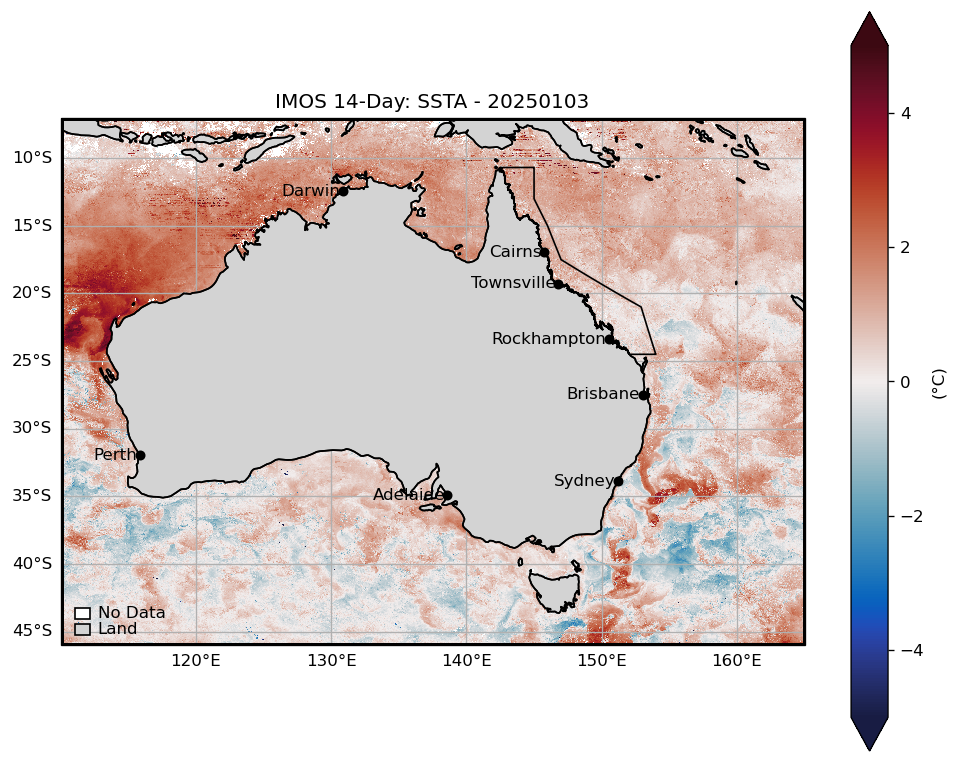 IMOS 14-Day: SSTA - 20250103
10°S
15°S
20°S
25°S
30°S
35°S
40°S
45°S
Darwin
Cairns
Townsville
Rockhampton
Brisbane
Perth
Sydney
Adelaide
No Data
Land
120°E
130°E
140°E
150°E
160°E
4
2
0
−2
−4
(°C)